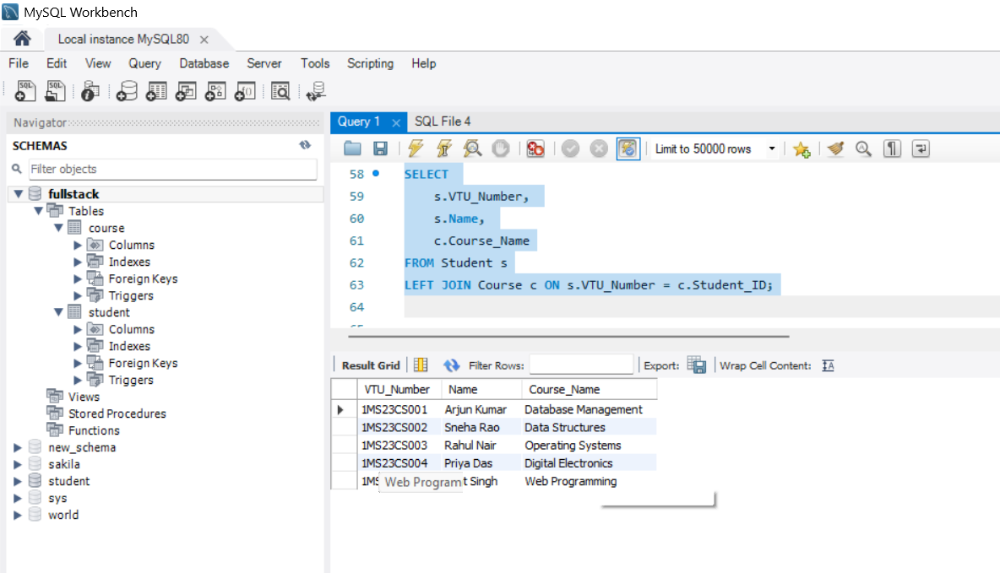 MySQL Workbench
Local instance MySQL80
File Edit View Query Database Server Tools Scripting Help
Navigator
SCHEMAS
Filter objects
fullstack
Tables
course
Columns
Indexes
Foreign Keys
Triggers
student
Columns
Indexes
Foreign Keys
Triggers
Views
Stored Procedures
Functions
new_schema
sakila
student
sys
world
Query 1 SQL File 4
Limit to 50000 rows
58 SELECT
59 s.VTU_Number,
60 s.Name,
61 c.Course_Name
62 FROM Student s
63 LEFT JOIN Course c ON s.VTU_Number = c.Student_ID;
64
Result Grid Filter Rows: Export: Wrap Cell Content:
VTU_Number Name Course_Name
1MS23CS001 Arjun Kumar Database Management
1MS23CS002 Sneha Rao Data Structures
1MS23CS003 Rahul Nair Operating Systems
1MS23CS004 Priya Das Digital Electronics
Web Program Singh Web Programming